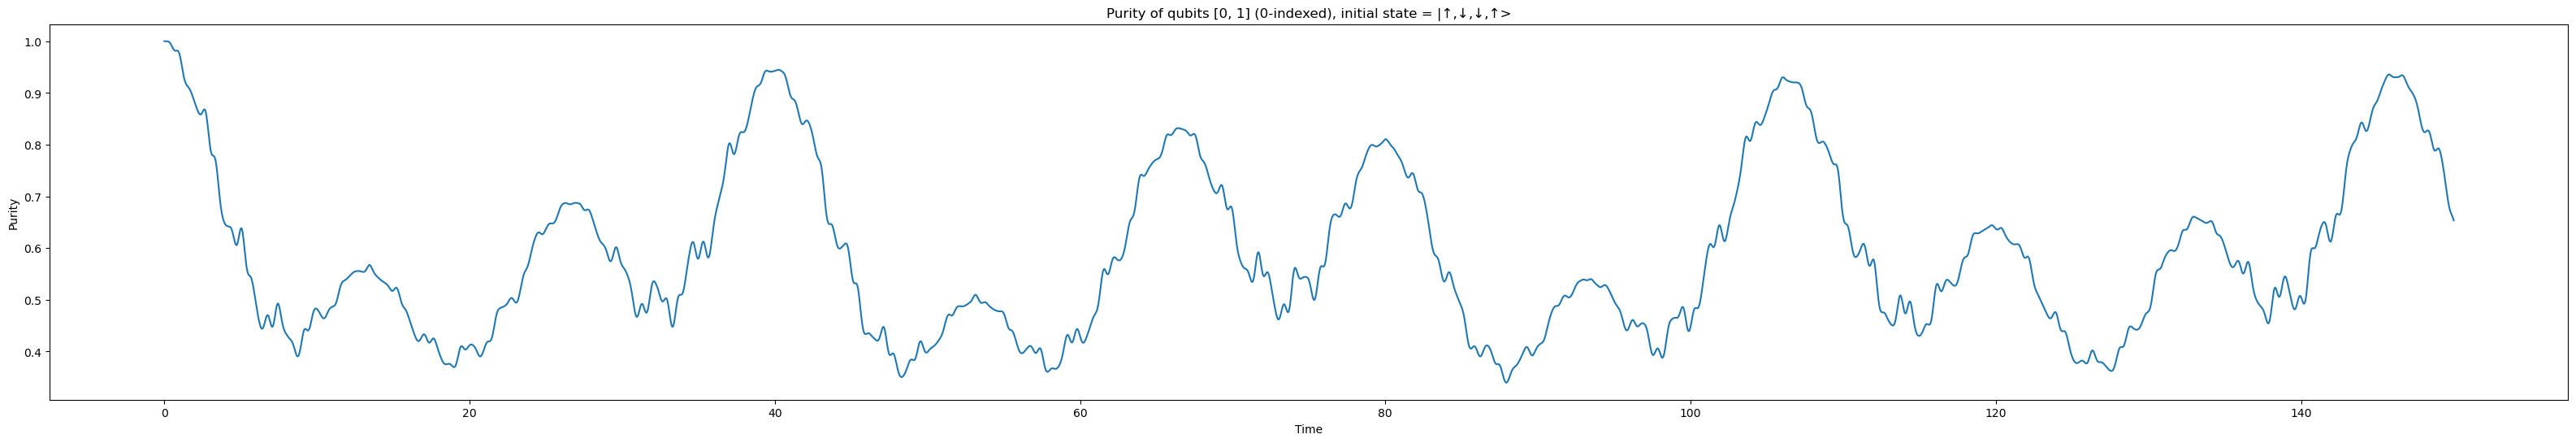 Purity of qubits [0, 1] (0-indexed), initial state = |↑,↓,↓,↑>
Purity
1.0
0.9
0.8
0.7
0.6
0.5
0.4
0 20 40 60 80 100 120 140
Time